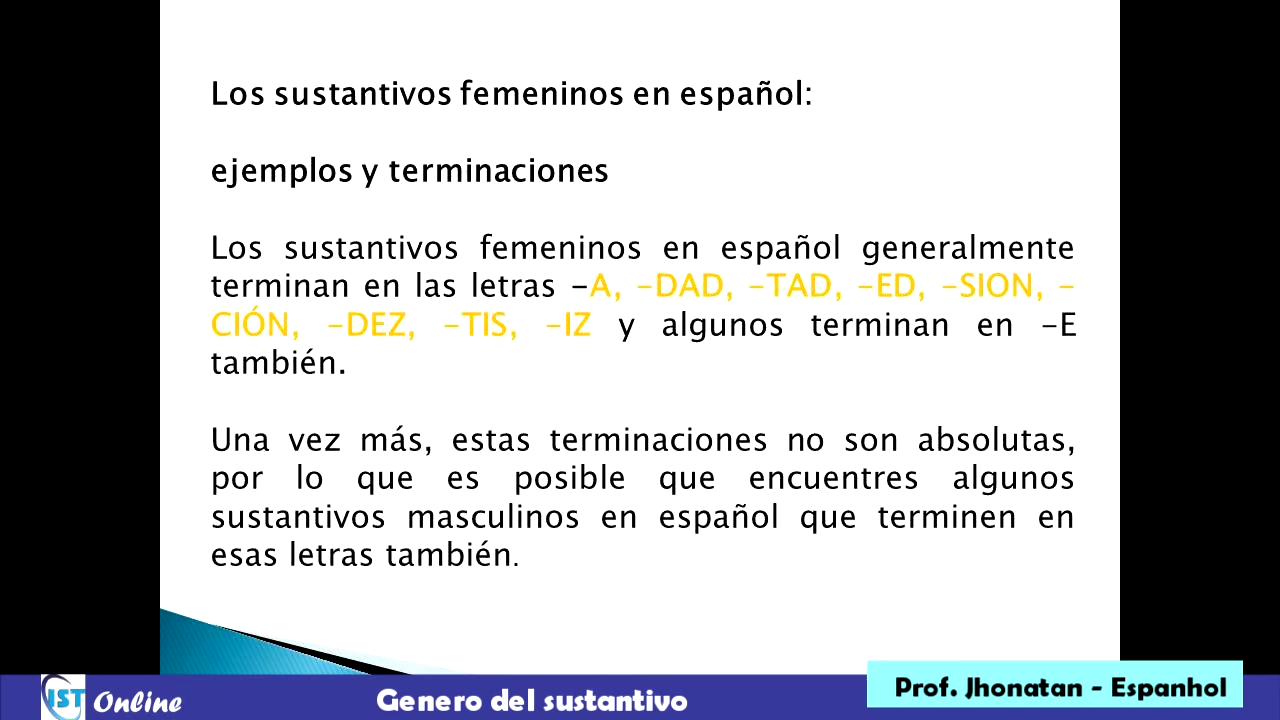 Los sustantivos femeninos en español:
ejemplos y terminaciones
Los sustantivos femeninos en español generalmente
terminan en las letras -A, -DAD, -TAD, -ED, -SION, -
CIÓN, -DEZ, -TIS, -IZ y algunos terminan en -E
también.
Una vez más, estas terminaciones no son absolutas,
por lo que es posible que encuentres algunos
sustantivos masculinos en español que terminen en
esas letras también.
IST Online
Genero del sustantivo
Prof. Jhonatan - Espanhol